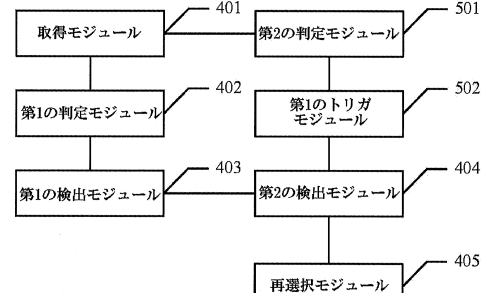 取得モジュール
401
第2の判定モジュール
501
第1の判定モジュール
402
第1のトリガ
モジュール
502
第1の検出モジュール
403
第2の検出モジュール
404
再選択モジュール
405